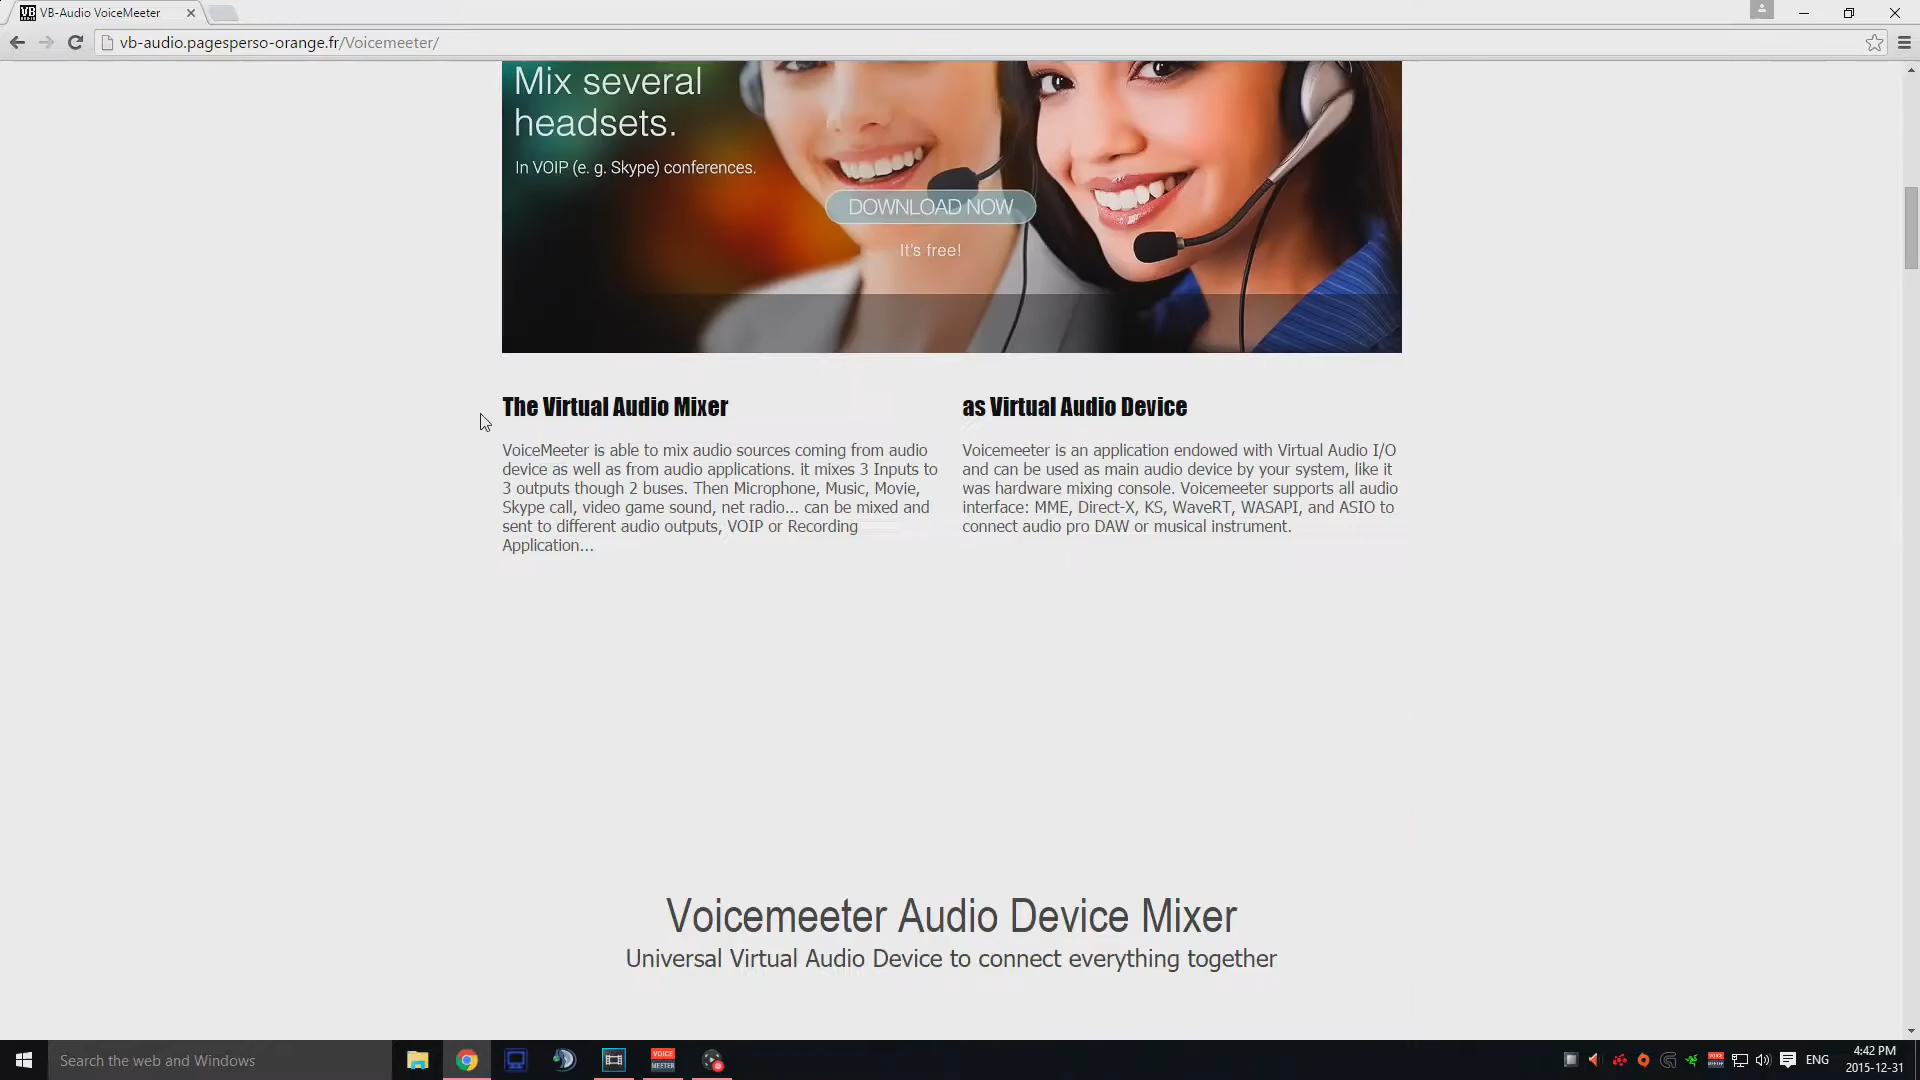 VB-Audio VoiceMeeter
vb-audio.pagesperso-orange.fr/Voicemeeter/
Mix several
headsets.
In VOIP (e. g. Skype) conferences.
DOWNLOAD NOW
It's free!
The Virtual Audio Mixer
VoiceMeeter is able to mix audio sources coming from audio
device as well as from audio applications. it mixes 3 Inputs to
3 outputs though 2 buses. Then Microphone, Music, Movie,
Skype call, video game sound, net radio... can be mixed and
sent to different audio outputs, VOIP or Recording
Application...
as Virtual Audio Device
Voicemeeter is an application endowed with Virtual Audio I/O
and can be used as main audio device by your system, like it
was hardware mixing console. Voicemeeter supports all audio
interface: MME, Direct-X, KS, WaveRT, WASAPI, and ASIO to
connect audio pro DAW or musical instrument.
Voicemeeter Audio Device Mixer
Universal Virtual Audio Device to connect everything together
Search the web and Windows
VOICE
MEETER
ENG
4:42 PM
2015-12-31